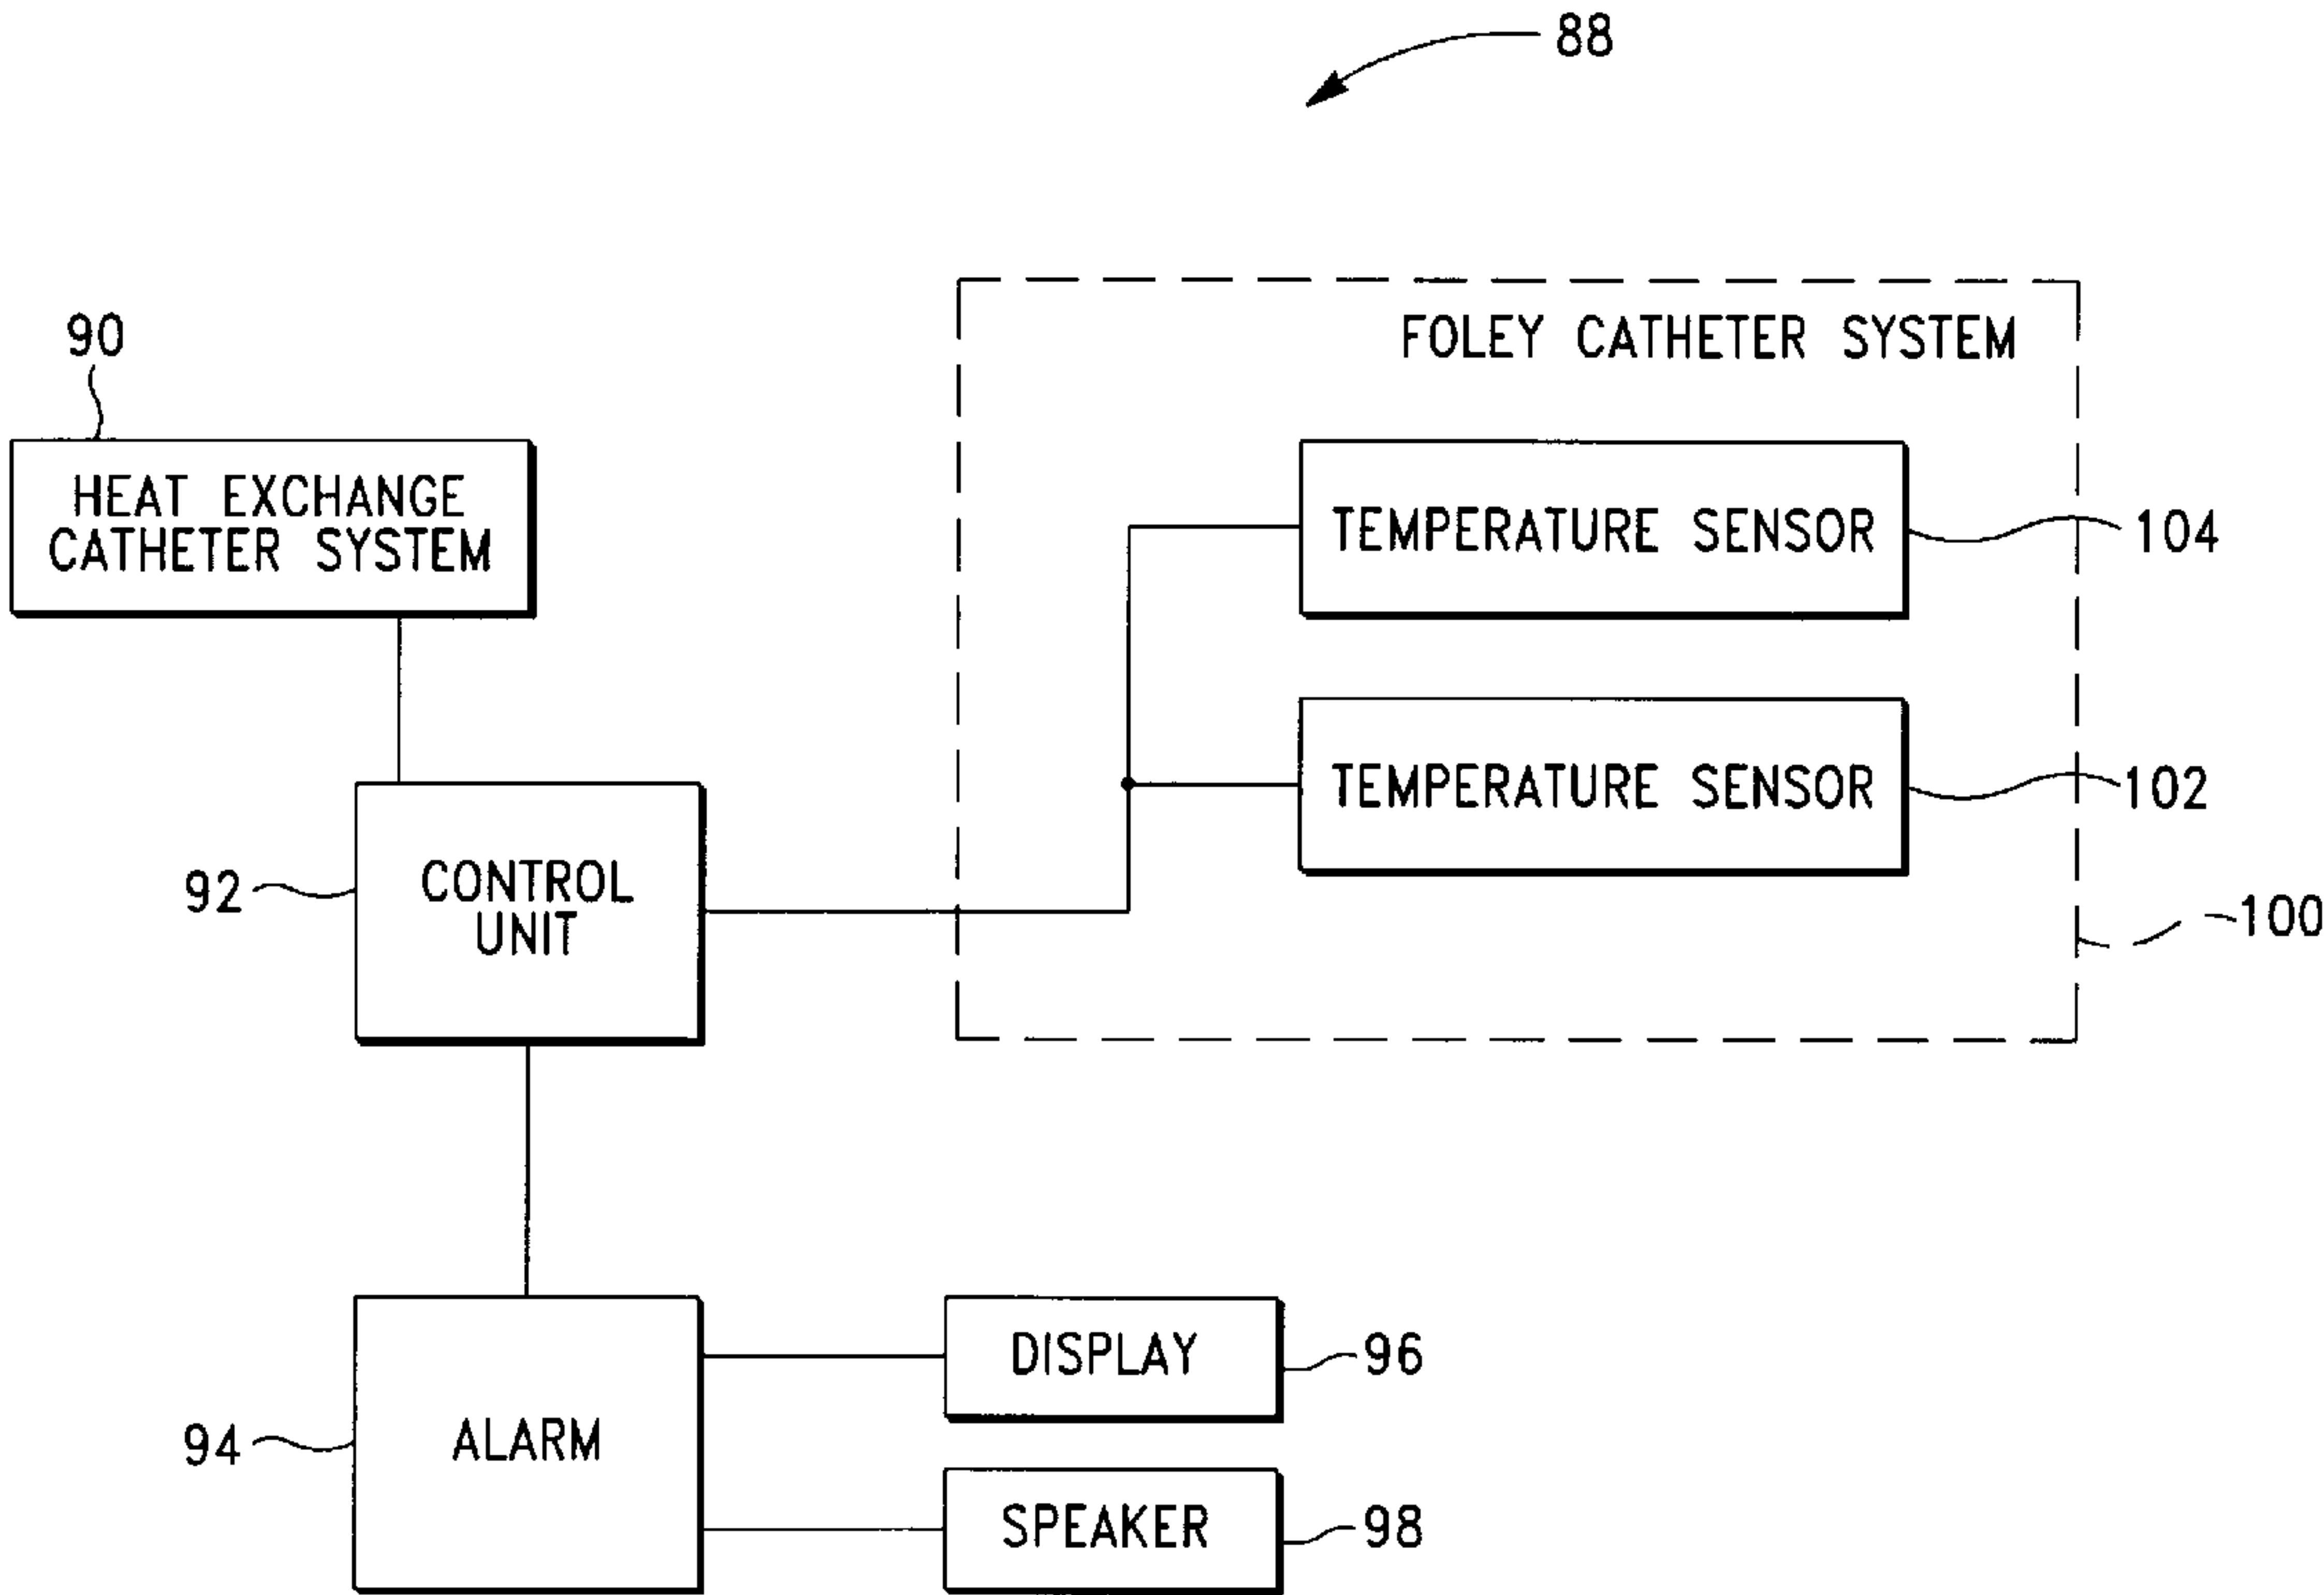 88
FOLEY CATHETER SYSTEM
90
HEAT EXCHANGE
CATHETER SYSTEM
TEMPERATURE SENSOR
104
TEMPERATURE SENSOR
102
92
CONTROL
UNIT
100
DISPLAY
96
94
ALARM
SPEAKER
98